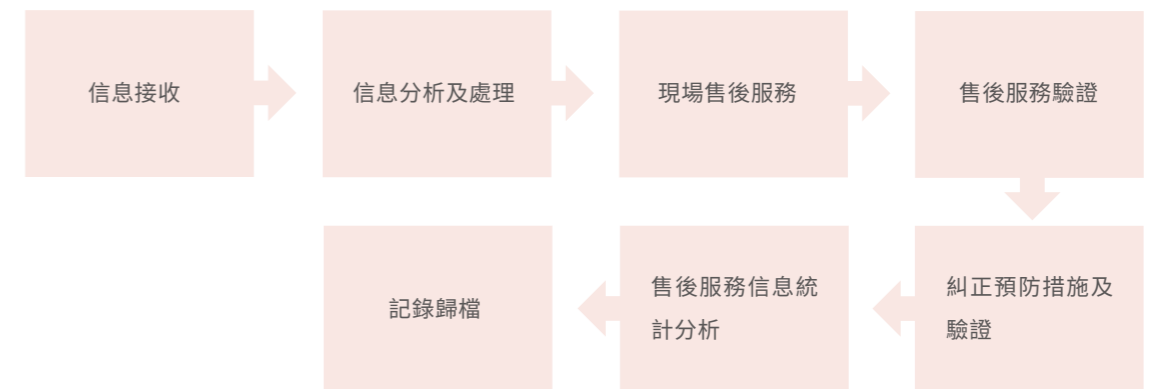 信息接收
信息分析及處理
現場售後服務
售後服務驗證
糾正預防措施及
驗證
售後服務信息統
計分析
記錄歸檔